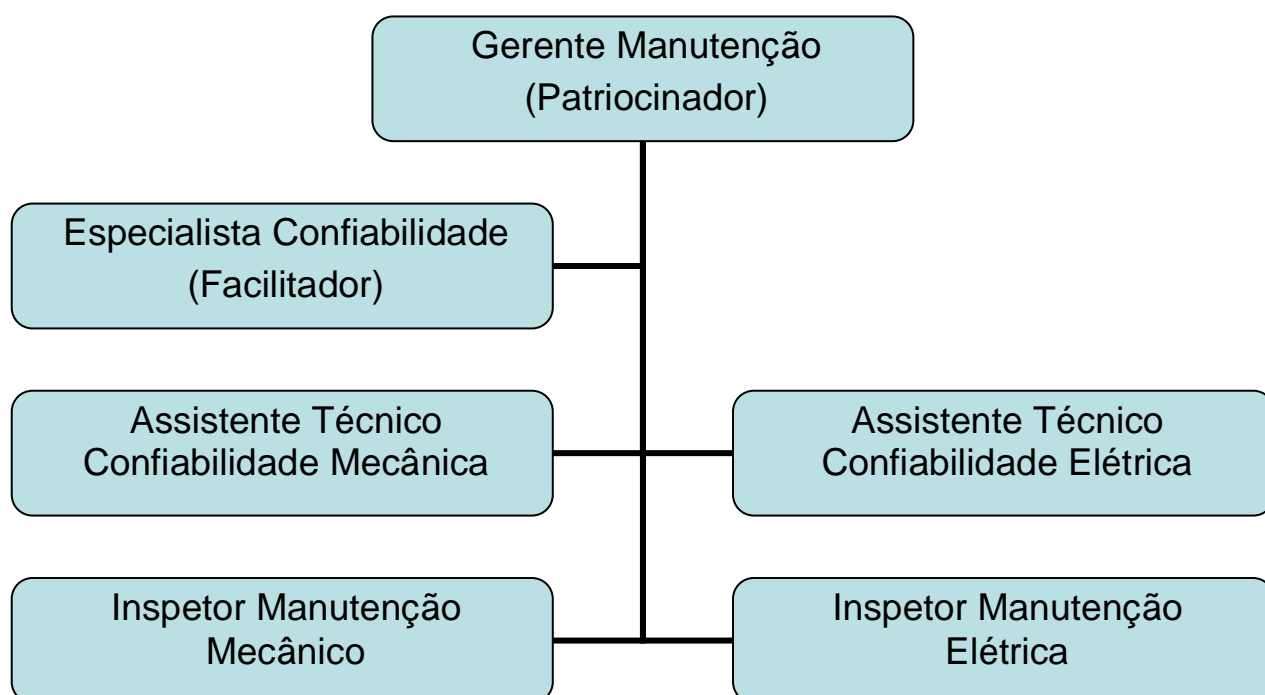 Gerente Manutenção
(Patriocinador)
Especialista Confiabilidade
(Facilitador)
Assistente Técnico
Confiabilidade Mecânica
Assistente Técnico
Confiabilidade Elétrica
Inspetor Manutenção
Mecânico
Inspetor Manutenção
Elétrica